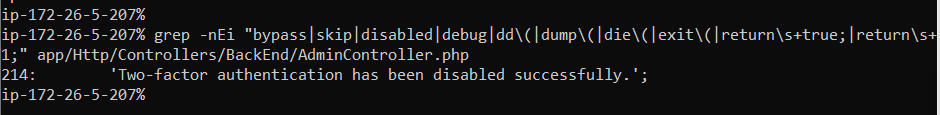 ip-172-26-5-207%
ip-172-26-5-207% grep -nEi "bypass|skip|disabled|debug|dd\(|dump\(|die\(|exit\(|return\s+true;|return\s+
1;" app/Http/Controllers/BackEnd/AdminController.php
214:        'Two-factor authentication has been disabled successfully.';
ip-172-26-5-207%